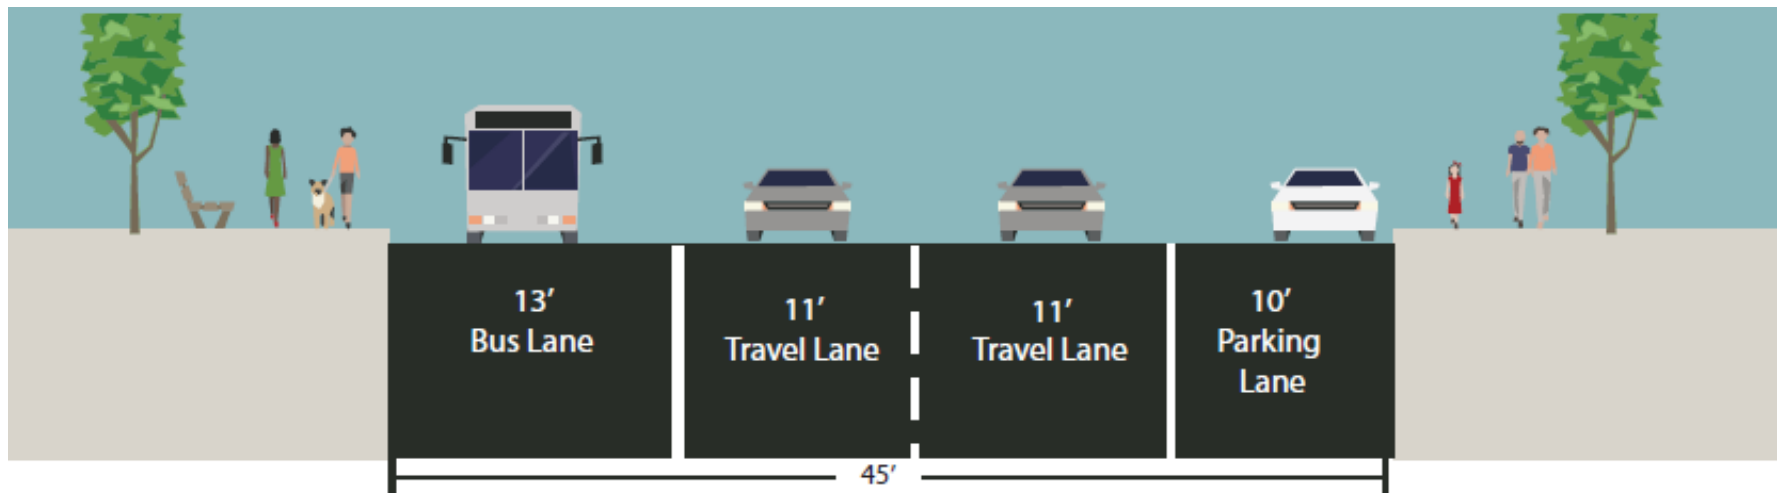 13’
Bus Lane
11’
Travel Lane
11’
Travel Lane
10’
Parking
Lane
45’